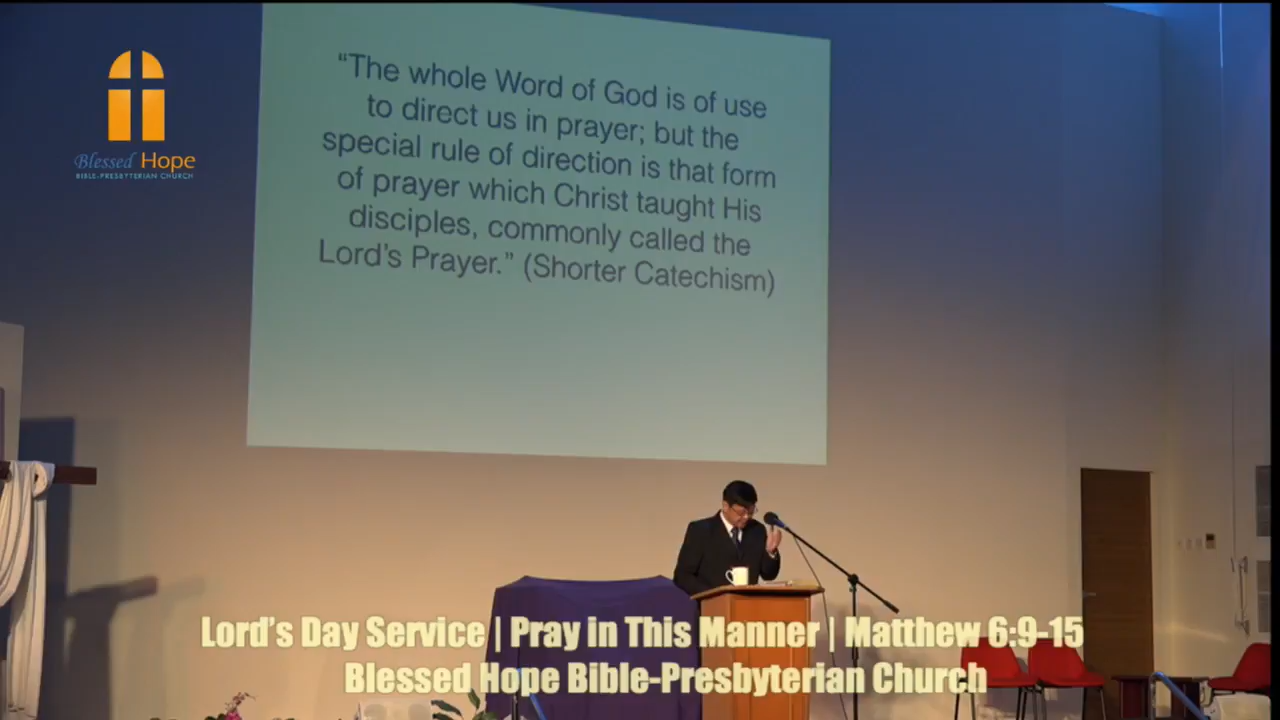 “The whole Word of God is of use
to direct us in prayer; but the
special rule of direction is that form
of prayer which Christ taught His
disciples, commonly called the
Lord’s Prayer.” (Shorter Catechism)
Blessed Hope
BIBLE-PRESBYTERIAN CHURCH
Lord’s Day Service | Pray in This Manner | Matthew 6:9-15
Blessed Hope Bible-Presbyterian Church